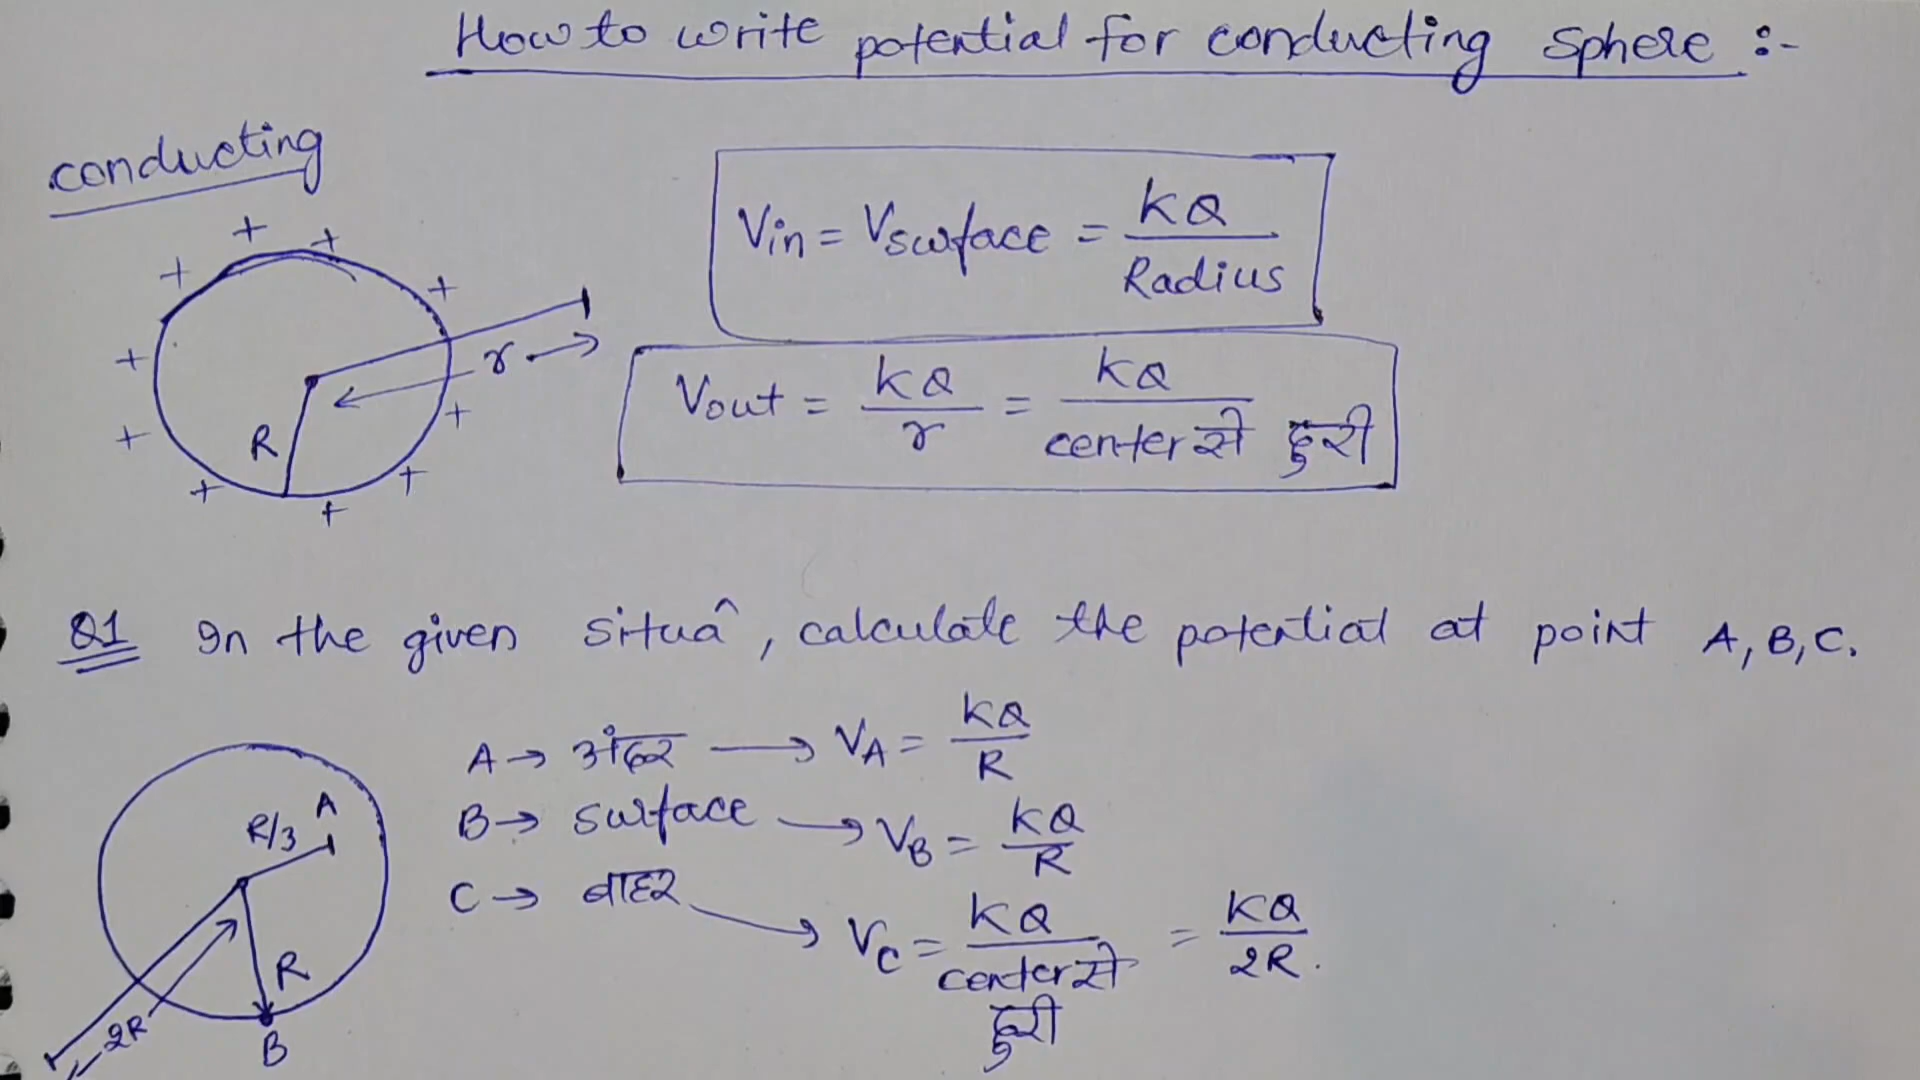 How to write potential for conducting sphere :-
conducting
Vin = Vsurface = KQ / Radius
Vout = KQ / r = KQ / center से दुरी
r
R
+ + + + + + + + + +
Q1 In the given situâ, calculate the potential at point A, B, C.
A → अंदर → VA = KQ / R
B → surface → VB = KQ / R
C → बाहर → VC = KQ / center से दुरी = KQ / 2R.
R/3 A
R
2R
B